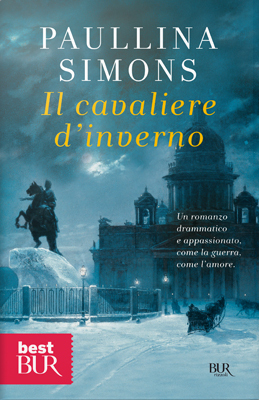 PAULLINA
SIMONS
Il cavaliere
d'inverno
Un romanzo
drammatico
e appassionato,
come la guerra,
come l'amore.
best
BUR
BUR